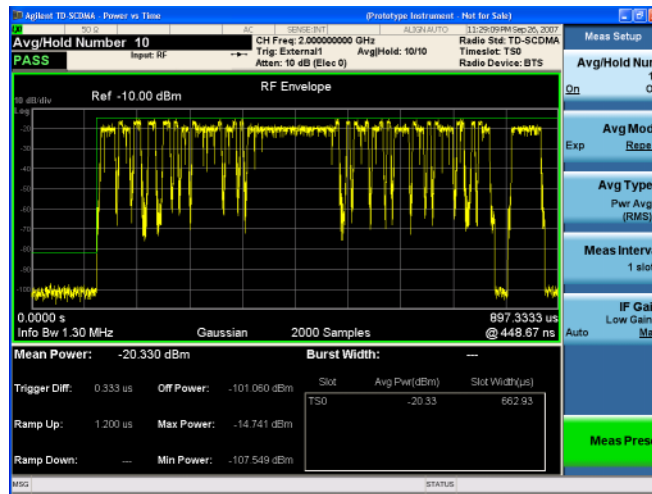 Agilent TD-SCDMA - Power vs Time (Prototype Instrument - Not for Sale)
50 Ω AC SENSE:INT ALIGN AUTO 11:29:09 PM Sep 26, 2007
Avg/Hold Number 10
PASS
Input: RF
CH Freq: 2.000000000 GHz
Trig: External1 Avg|Hold: 10/10
Atten: 10 dB (Elec 0)
Radio Std: TD-SCDMA
Timeslot: TS0
Radio Device: BTS
10 dB/div Ref -10.00 dBm RF Envelope
Log
-20
-30
-40
-50
-60
-70
-80
-90
-100
0.0000 s 897.3333 us
Info Bw 1.30 MHz Gaussian 2000 Samples @ 448.67 ns
Mean Power: -20.330 dBm Burst Width: ---
Trigger Diff: 0.333 us Off Power: -101.060 dBm
Ramp Up: 1.200 us Max Power: -14.741 dBm
Ramp Down: --- Min Power: -107.549 dBm
Slot Avg Pwr(dBm) Slot Width(µs)
TS0 -20.33 662.93
MSG STATUS
Meas Setup
Avg/Hold Nu
1
On O
Avg Mod
Exp Repe
Avg Type
Pwr Avg
(RMS)
Meas Interv
1 slo
IF Gai
Low Gain
Auto Ma
Meas Pres